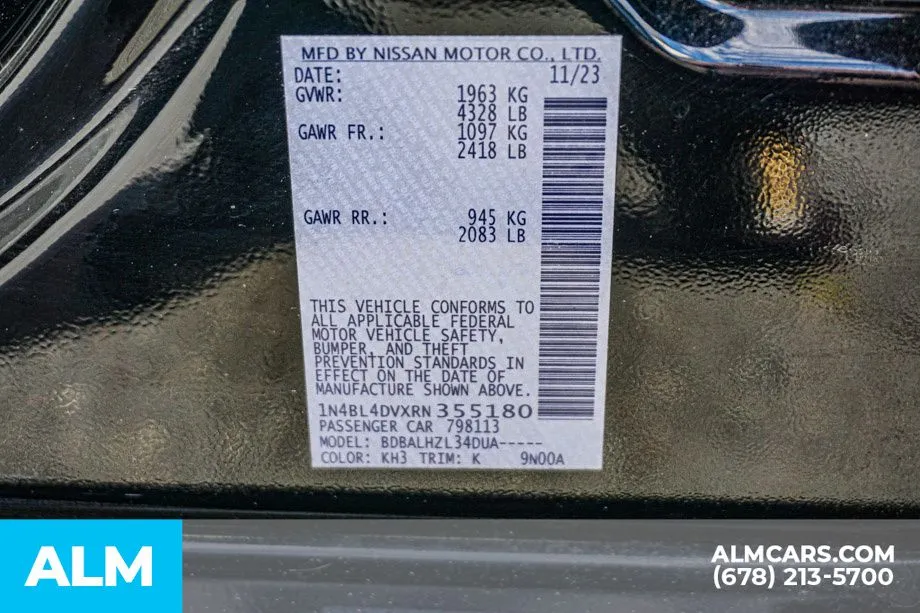 MFD BY NISSAN MOTOR CO., LTD.
DATE: 11/23
GVWR: 1963 KG
4328 LB
GAWR FR.: 1097 KG
2418 LB
GAWR RR.: 945 KG
2083 LB
THIS VEHICLE CONFORMS TO
ALL APPLICABLE FEDERAL
MOTOR VEHICLE SAFETY,
BUMPER, AND THEFT
PREVENTION STANDARDS IN
EFFECT ON THE DATE OF
MANUFACTURE SHOWN ABOVE.
1N4BL4DVXRN355180
PASSENGER CAR 798113
MODEL: BDBALHZL34DUA-----
COLOR: KH3 TRIM: K 9N00A
ALM
ALMCARS.COM
(678) 213-5700